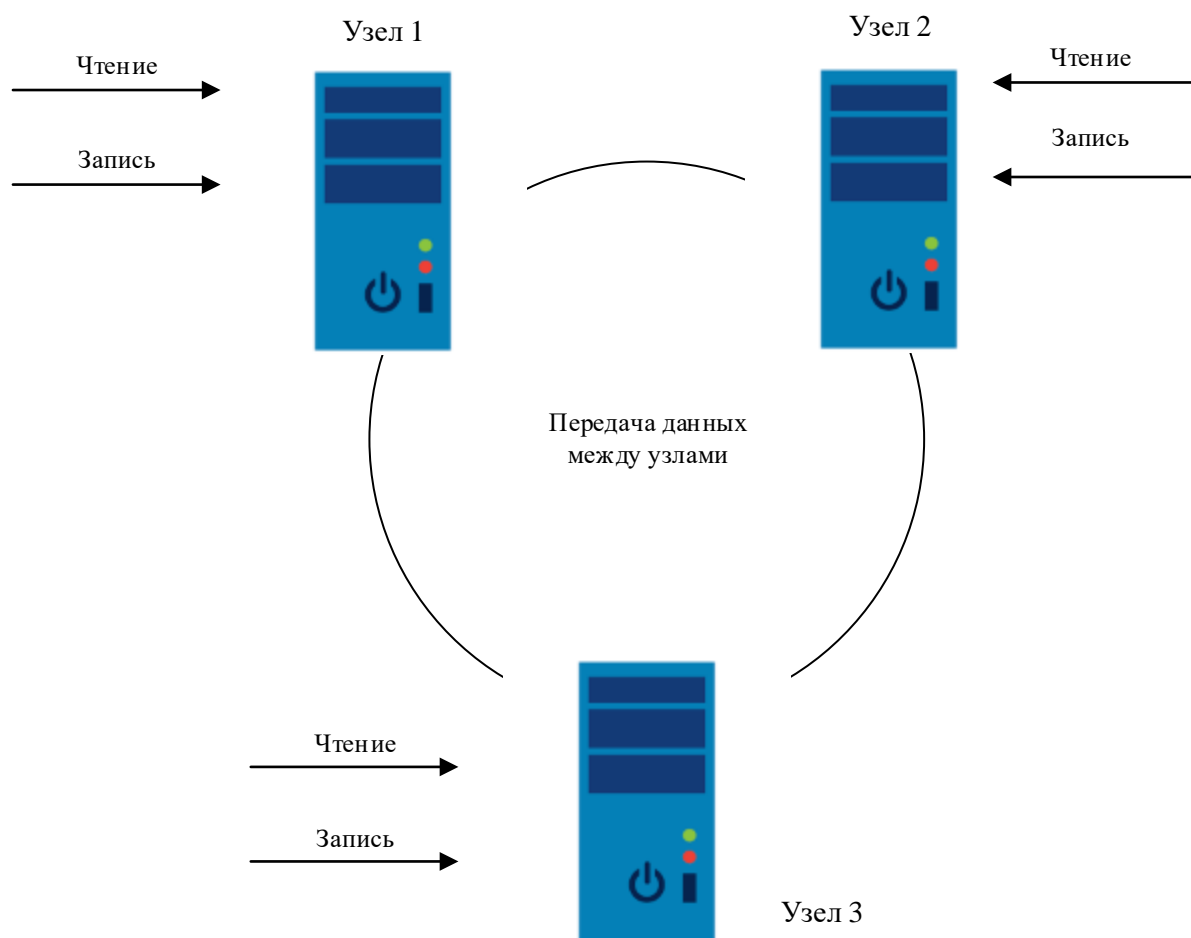 Узел 1
Узел 2
Чтение
Чтение
Запись
Запись
Передача данных
между узлами
Чтение
Запись
Узел 3